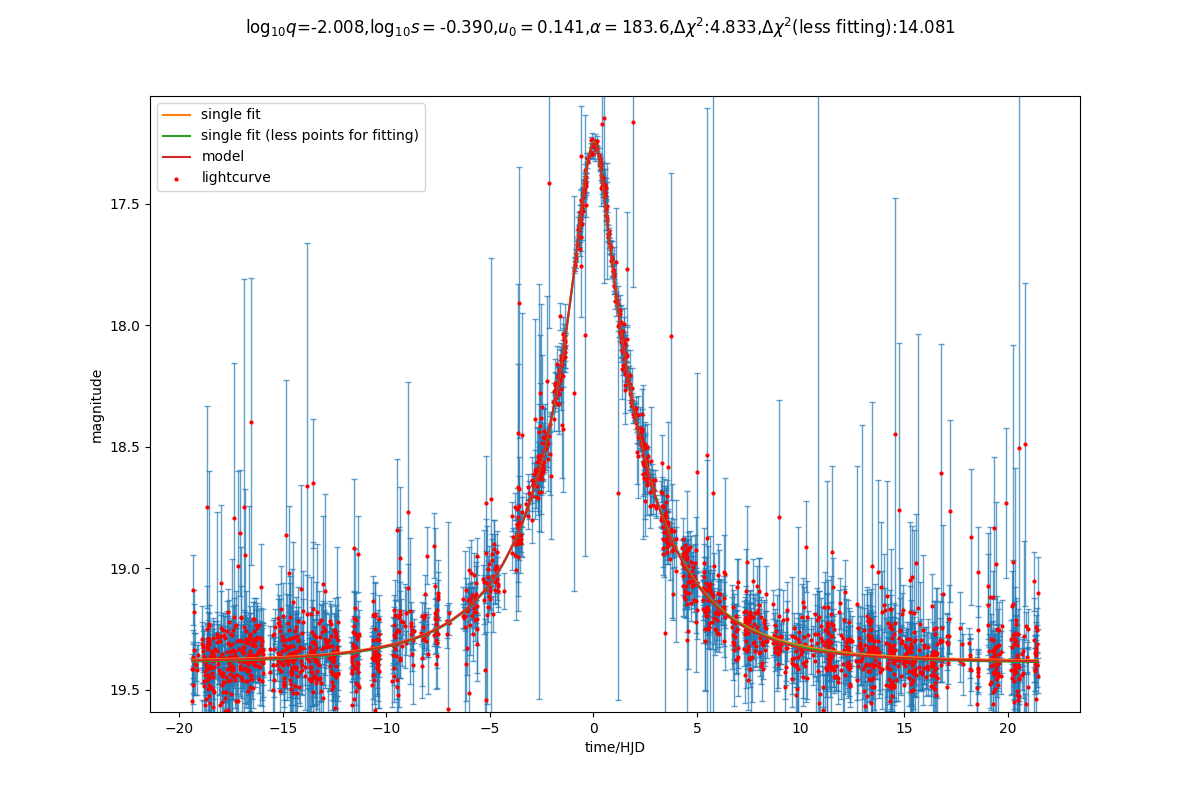 log₁₀q=-2.008,log₁₀s = -0.390,u₀ = 0.141,α = 183.6,Δχ²:4.833,Δχ²(less fitting):14.081
single fit
single fit (less points for fitting)
model
lightcurve
17.5
18.0
18.5
19.0
19.5
magnitude
−20 −15 −10 −5 0 5 10 15 20
time/HJD